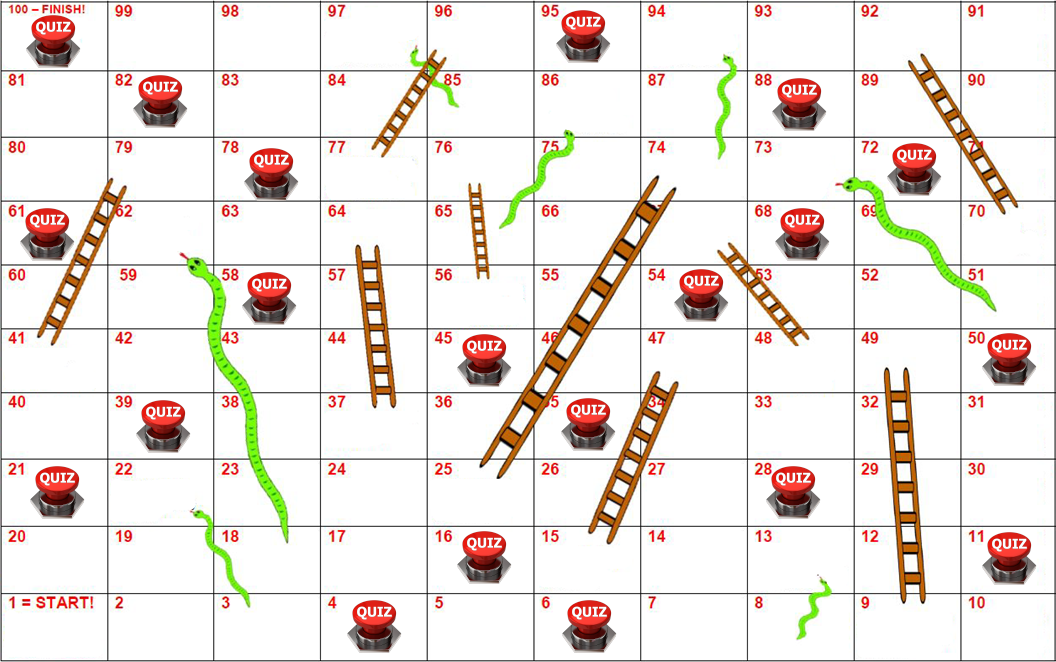 100 – FINISH! QUIZ 99 98 97 96 95 QUIZ 94 93 92 91
81 82 QUIZ 83 84 85 86 87 88 QUIZ 89 90
80 79 78 QUIZ 77 76 75 74 73 72 QUIZ 71
61 QUIZ 62 63 64 65 66 68 QUIZ 69 70
60 59 58 QUIZ 57 56 55 54 QUIZ 53 52 51
41 42 43 44 45 QUIZ 46 47 48 49 50 QUIZ
40 39 QUIZ 38 37 36 35 QUIZ 34 33 32 31
21 QUIZ 22 23 24 25 26 27 28 QUIZ 29 30
20 19 18 17 16 QUIZ 15 14 13 12 11 QUIZ
1 = START! 2 3 4 QUIZ 5 6 QUIZ 7 8 9 10